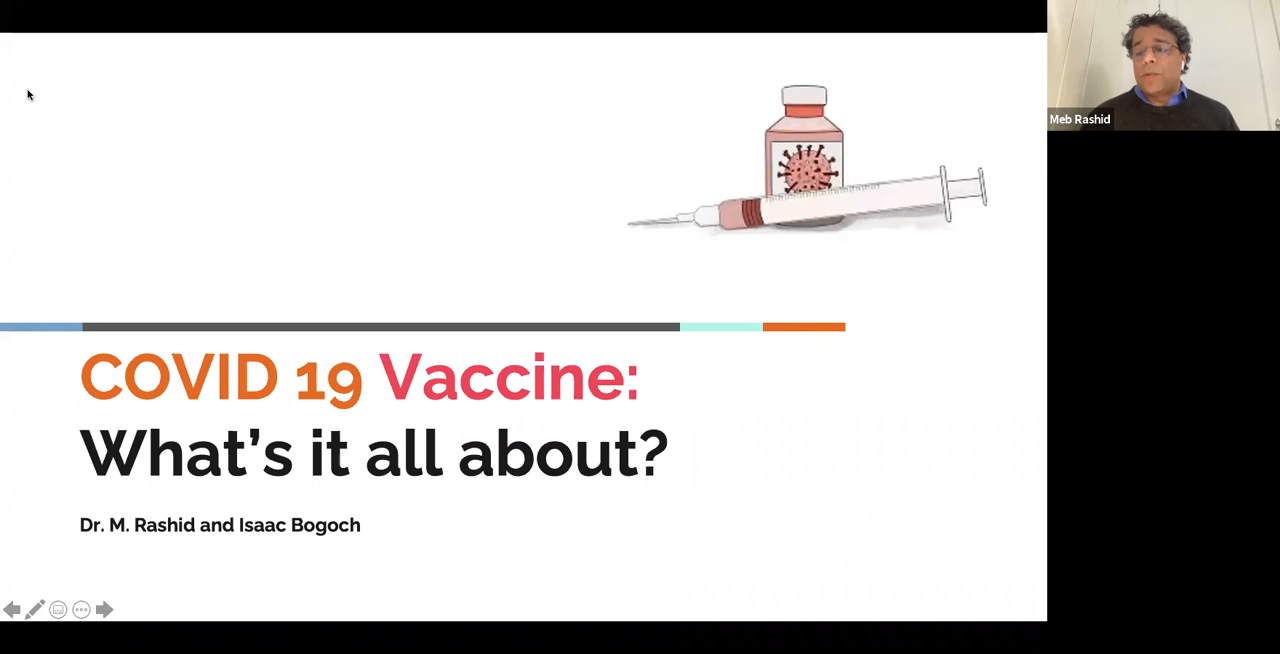 Meb Rashid
COVID 19 Vaccine:
What's it all about?
Dr. M. Rashid and Isaac Bogoch